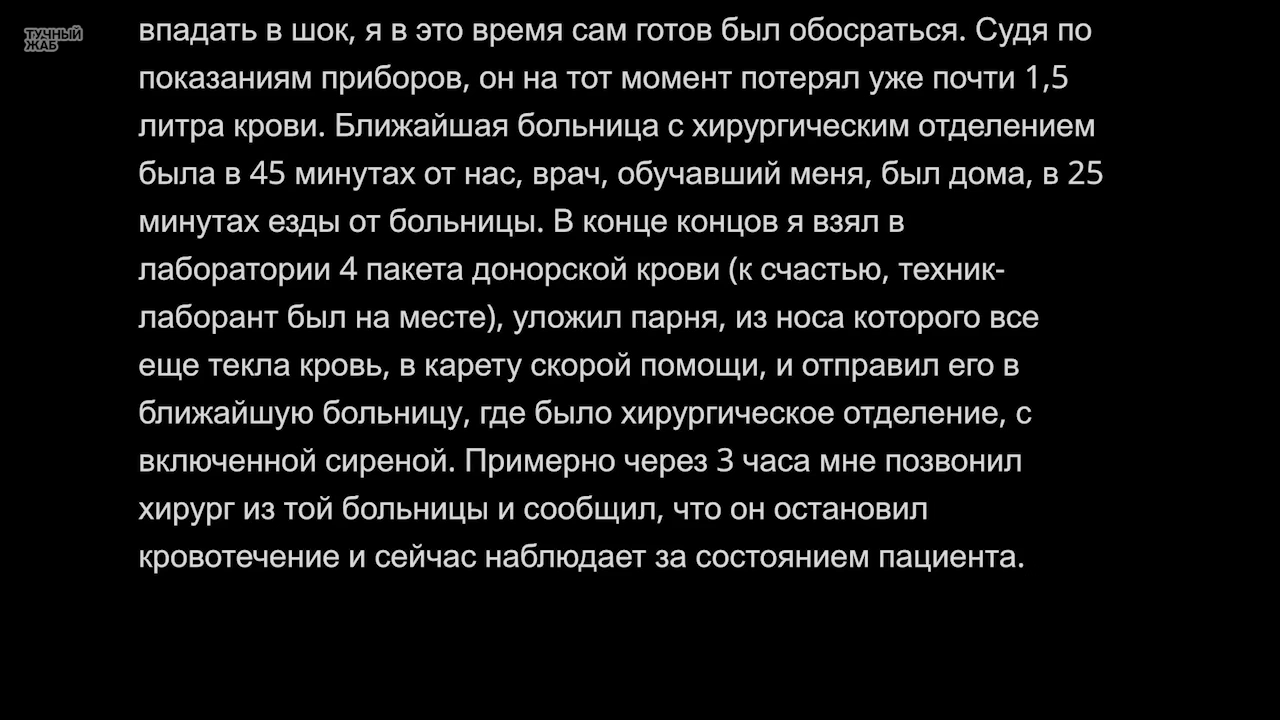 ТУЧНЫЙ
ЖАБ
впадать в шок, я в это время сам готов был обосраться. Судя по
показаниям приборов, он на тот момент потерял уже почти 1,5
литра крови. Ближайшая больница с хирургическим отделением
была в 45 минутах от нас, врач, обучавший меня, был дома, в 25
минутах езды от больницы. В конце концов я взял в
лаборатории 4 пакета донорской крови (к счастью, техник-
лаборант был на месте), уложил парня, из носа которого все
еще текла кровь, в карету скорой помощи, и отправил его в
ближайшую больницу, где было хирургическое отделение, с
включенной сиреной. Примерно через 3 часа мне позвонил
хирург из той больницы и сообщил, что он остановил
кровотечение и сейчас наблюдает за состоянием пациента.